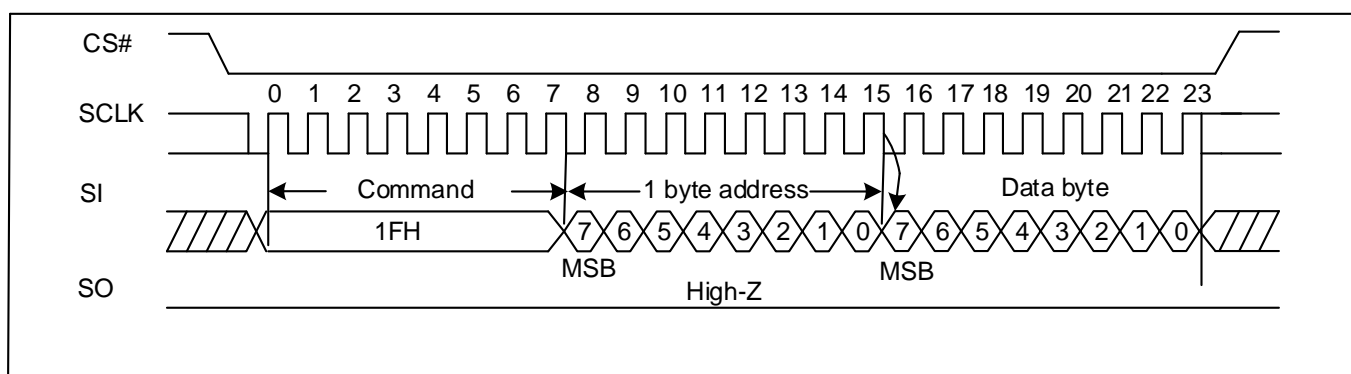 CS#
0 1 2 3 4 5 6 7 8 9 10 11 12 13 14 15 16 17 18 19 20 21 22 23
SCLK
Command 1 byte address Data byte
SI
1FH 7 6 5 4 3 2 1 0 7 6 5 4 3 2 1 0
MSB MSB
SO High-Z